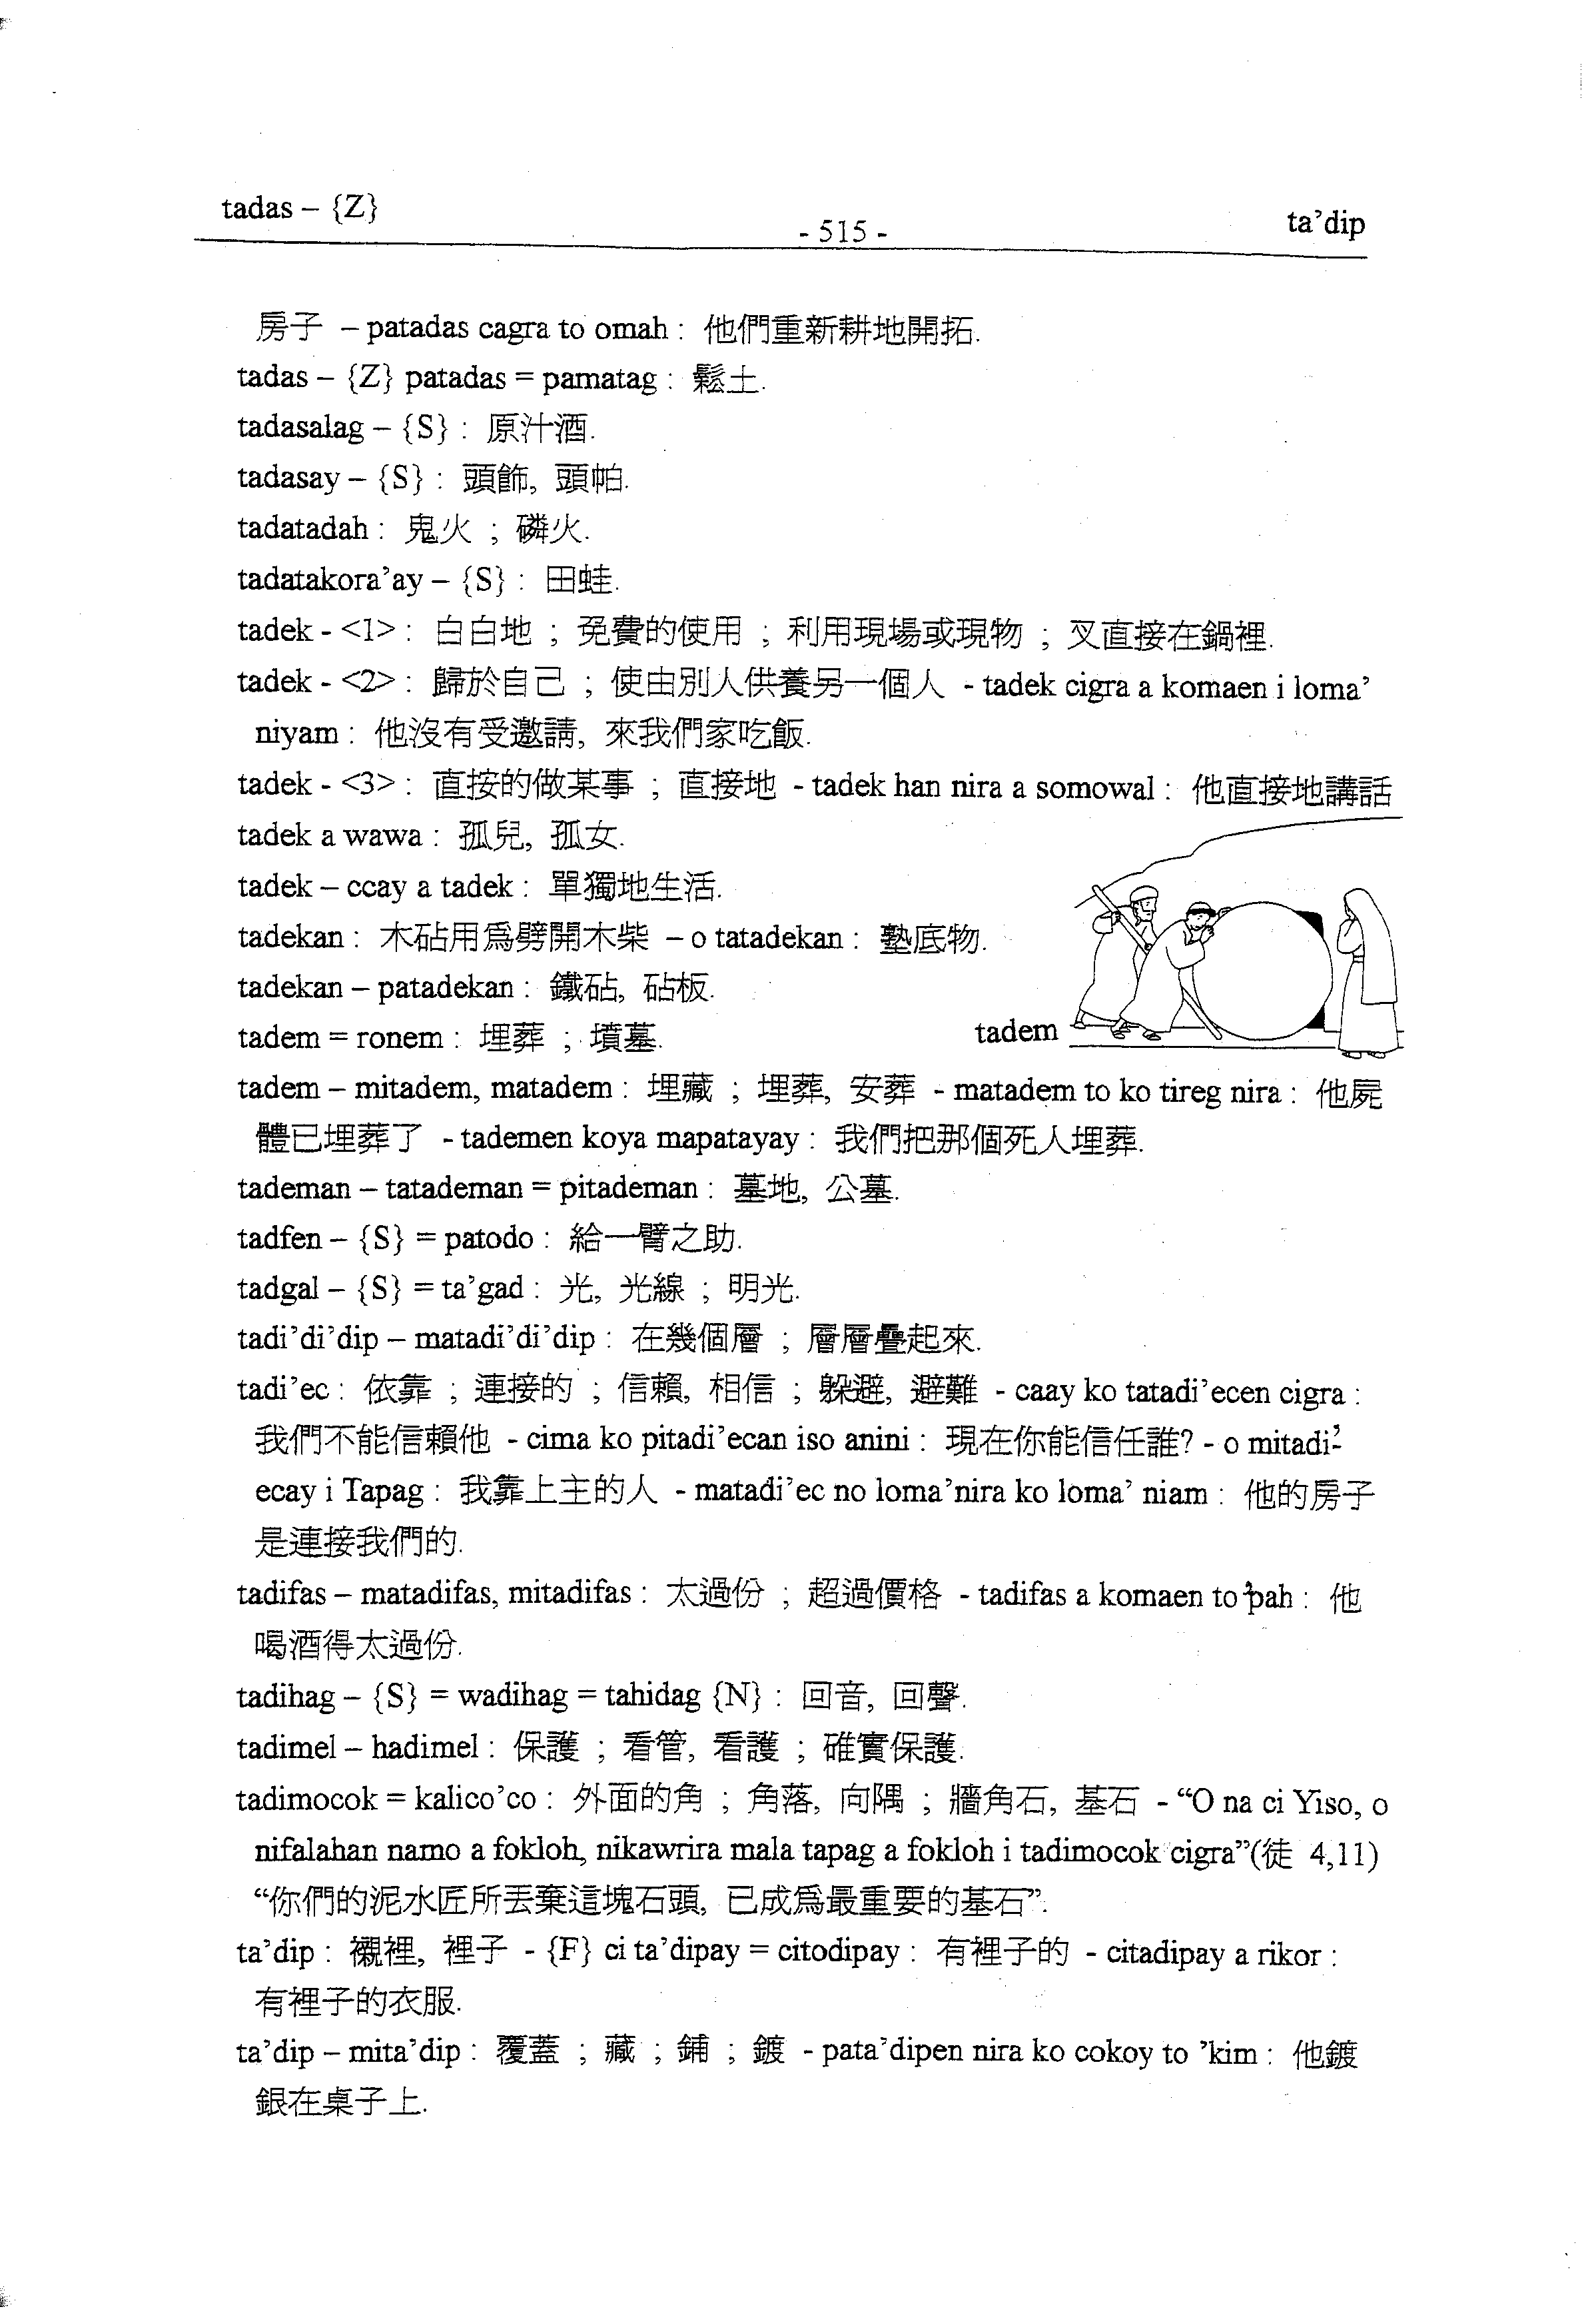 tadas – {Z}
- 515 -
ta’dip
房子 – patadas cagra to omah : 他們重新耕地開拓.
tadas – {Z} patadas = pamatag : 鬆土.
tadasalag – {S} : 原汁酒.
tadasay – {S} : 頭飾, 頭帕.
tadatadah : 鬼火 ; 磷火.
tadatakora’ay – {S} : 田蛙.
tadek - <1> : 白白地 ; 免費的使用 ; 利用現場或現物 ; 叉直接在鍋裡.
tadek - <2> : 歸於自己 ; 使由別人供養另一個人 - tadek cigra a komaen i loma’
niyam : 他沒有受邀請, 來我們家吃飯.
tadek - <3> : 直按的做某事 ; 直接地 - tadek han nira a somowal : 他直接地講話
tadek a wawa : 孤兒, 孤女.
tadek – ccay a tadek : 單獨地生活.
tadekan : 木砧用爲劈開木柴 – o tatadekan : 墊底物.
tadekan – patadekan : 鐵砧, 砧板.
tadem = ronem : 埋葬 ; 墳墓.
tadem
tadem – mitadem, matadem : 埋藏 ; 埋葬, 安葬 - matadem to ko tireg nira : 他屍
體已埋葬了 - tademen koya mapatayay : 我們把那個死人埋葬.
tademan – tatademan = pitademan : 墓地, 公墓.
tadfen – {S} = patodo : 給一臂之助.
tadgal – {S} = ta’gad : 光, 光線 ; 明光.
tadi’di’dip – matadi’di’dip : 在幾個層 ; 層層疊起來.
tadi’ec : 依靠 ; 連接的 ; 信賴, 相信 ; 躲避, 避難 - caay ko tatadi’ecen cigra :
我們不能信賴他 - cima ko pitadi’ecan iso anini : 現在你能信任誰? - o mitadi’-
ecay i Tapag : 我靠上主的人 - matadi’ec no loma’nira ko loma’ niam : 他的房子
是連接我們的.
tadifas – matadifas, mitadifas : 太過份 ; 超過價格 - tadifas a komaen to ’pah : 他
喝酒得太過份.
tadihag – {S} = wadihag = tahidag {N} : 回音, 回聲.
tadimel – hadimel : 保護 ; 看管, 看護 ; 確實保護.
tadimocok = kalico’co : 外面的角 ; 角落, 向隅 ; 牆角石, 基石 - “O na ci Yiso, o
nifalahan namo a fokloh, nikawrira mala tapag a fokloh i tadimocok cigra”(徒 4,11)
“你們的泥水匠所丟棄這塊石頭, 已成爲最重要的基石”.
ta’dip : 襯裡, 裡子 - {F} ci ta’dipay = citodipay : 有裡子的 - citadipay a rikor :
有裡子的衣服.
ta’dip – mita’dip : 覆蓋 ; 藏 ; 鋪 ; 鍍 - pata’dipen nira ko cokoy to ’kim : 他鍍
銀在桌子上.